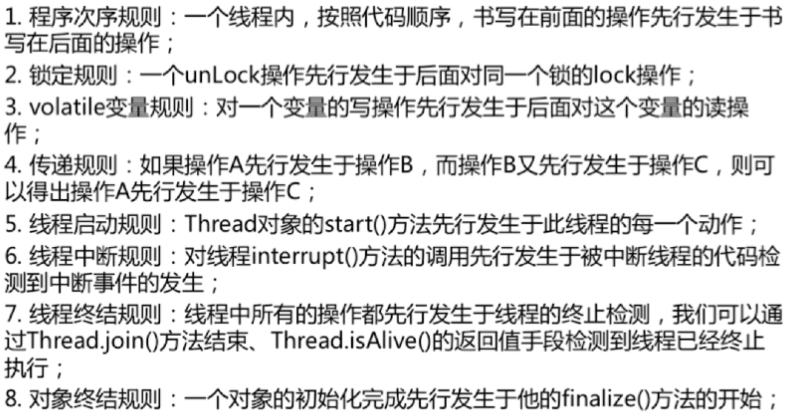 1. 程序次序规则：一个线程内，按照代码顺序，书写在前面的操作先行发生于书
写在后面的操作；
2. 锁定规则：一个unLock操作先行发生于后面对同一个锁的lock操作；
3. volatile变量规则：对一个变量的写操作先行发生于后面对这个变量的读操
作；
4. 传递规则：如果操作A先行发生于操作B，而操作B又先行发生于操作C，则可
以得出操作A先行发生于操作C；
5. 线程启动规则：Thread对象的start()方法先行发生于此线程的每一个动作；
6. 线程中断规则：对线程interrupt()方法的调用先行发生于被中断线程的代码检
测到中断事件的发生；
7. 线程终结规则：线程中所有的操作都先行发生于线程的终止检测，我们可以通
过Thread.join()方法结束、Thread.isAlive()的返回值手段检测到线程已经终止
执行；
8. 对象终结规则：一个对象的初始化完成先行发生于他的finalize()方法的开始；